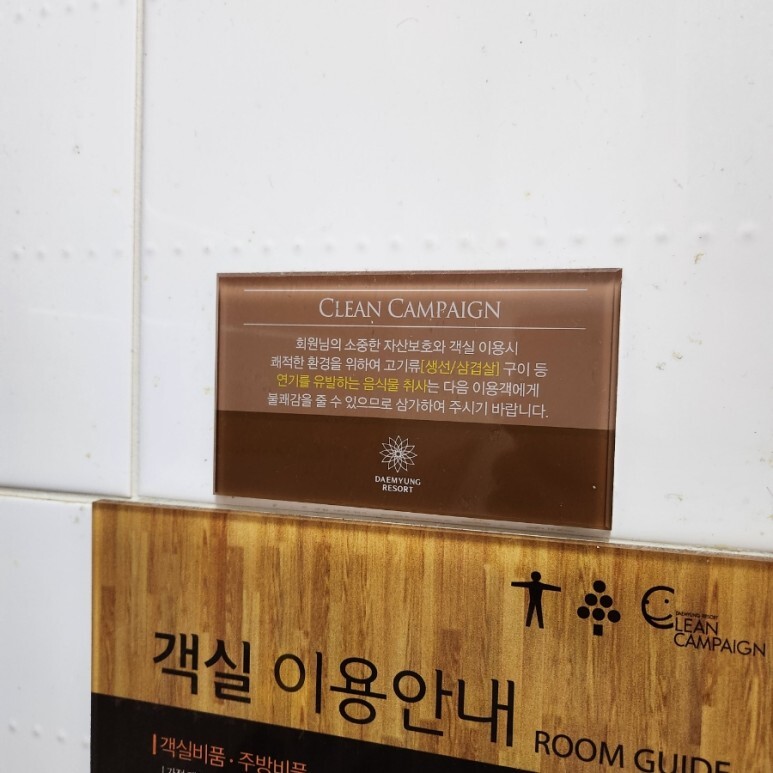 CLEAN CAMPAIGN
회원님의 소중한 자산보호와 객실 이용시
쾌적한 환경을 위하여 고기류[생선/삼겹살] 구이 등
연기를 유발하는 음식물 취사는 다음 이용객에게
불쾌감을 줄 수 있으므로 삼가하여 주시기 바랍니다.
DAEMYUNG
RESORT
DAEMYUNG RESORT
CLEAN
CAMPAIGN
객실 이용안내 ROOM GUIDE
객실비품 · 주방비품